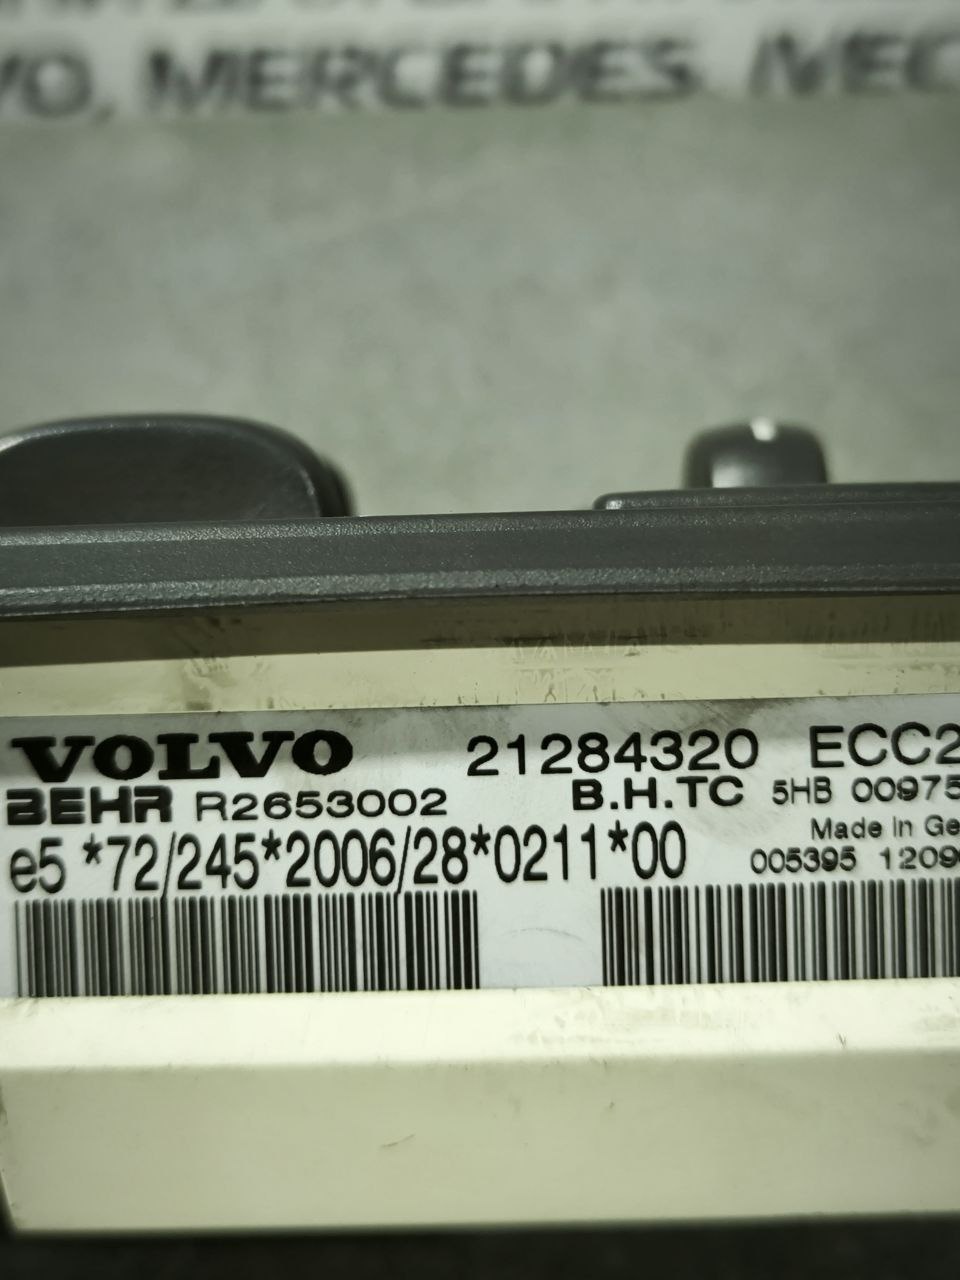 VO, MERCEDES, IVEC
VOLVO 21284320 ECC2
BEHR R2653002 B.H.TC 5HB 00975
e5 *72/245*2006/28*0211*00 Made in Ge
005395 1209